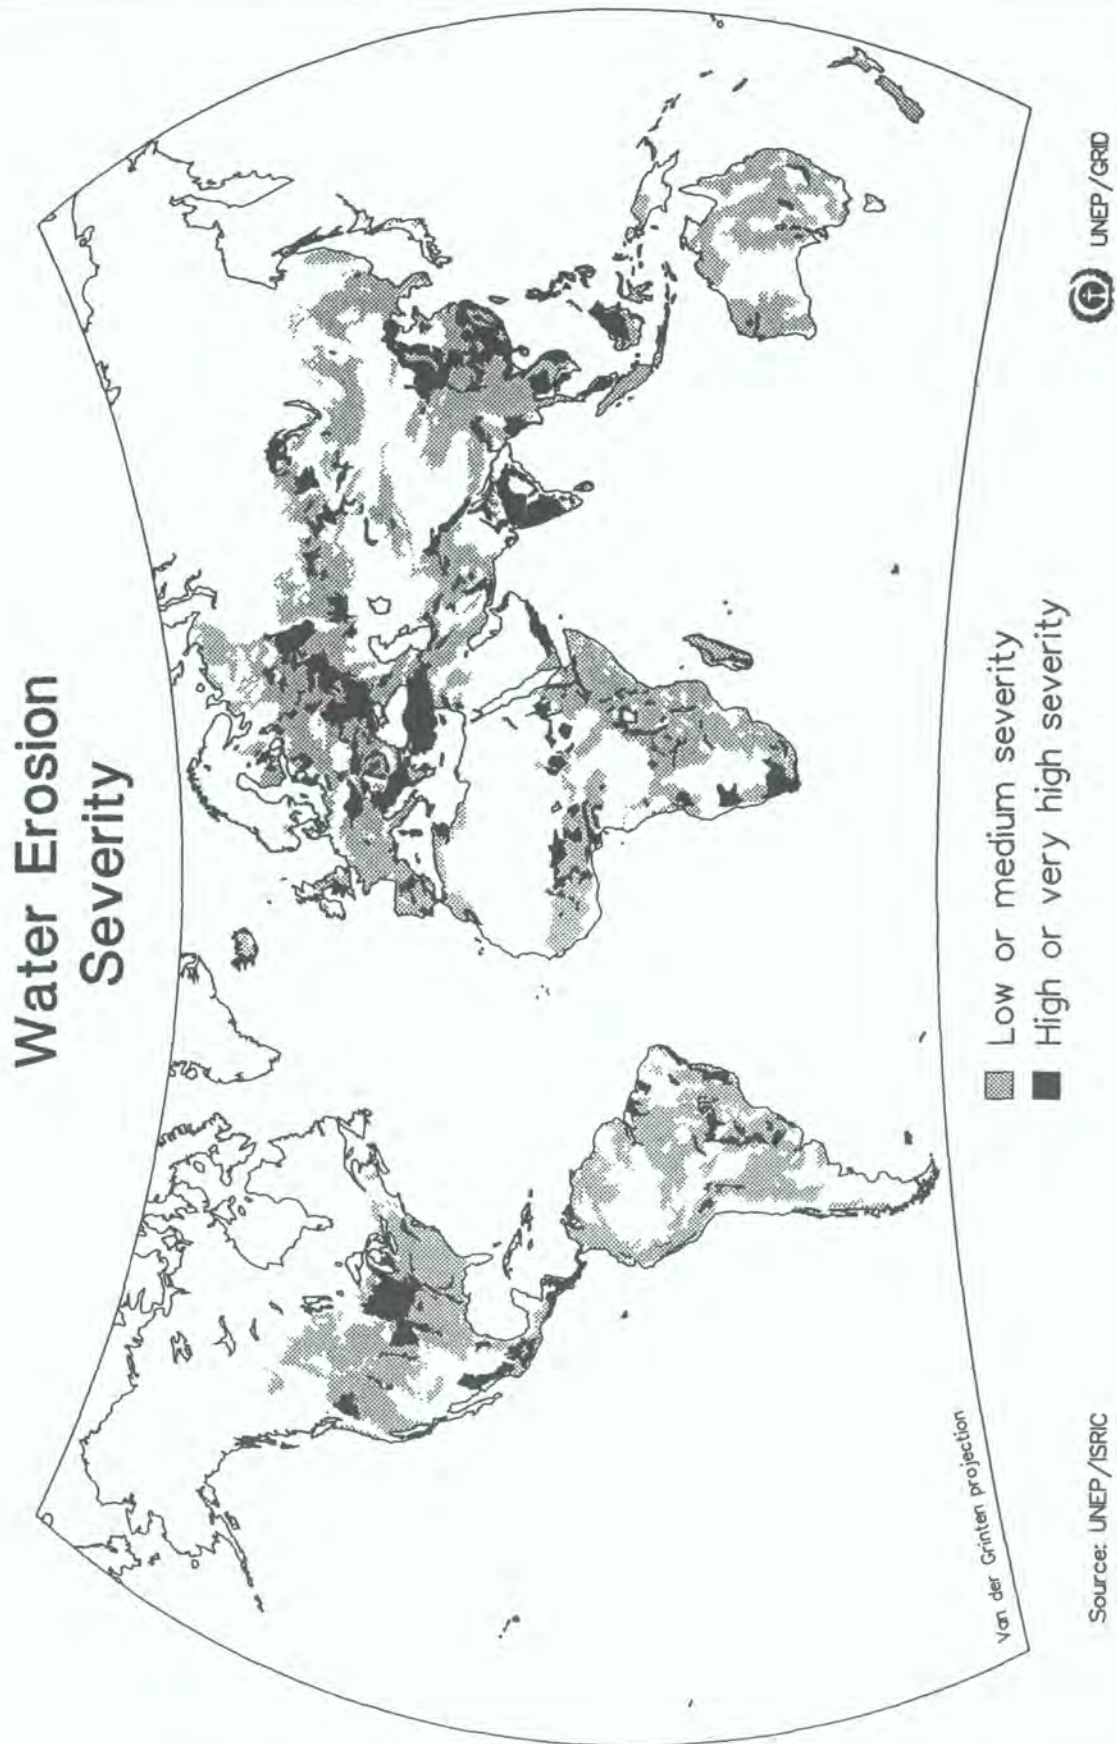 Water Erosion
Severity
Low or medium severity
High or very high severity
Van der Grinten projection
Source: UNEP/ISRIC
UNEP/GRID